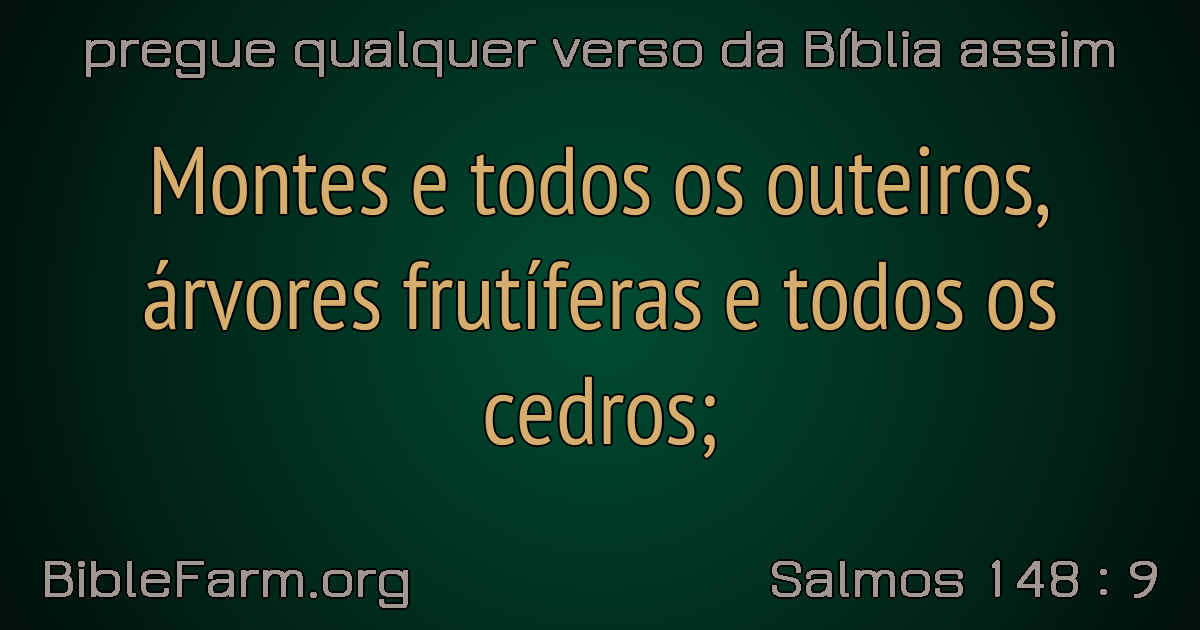 pregue qualquer verso da Bíblia assim
Montes e todos os outeiros,
árvores frutíferas e todos os
cedros;
BibleFarm.org
Salmos 148 : 9